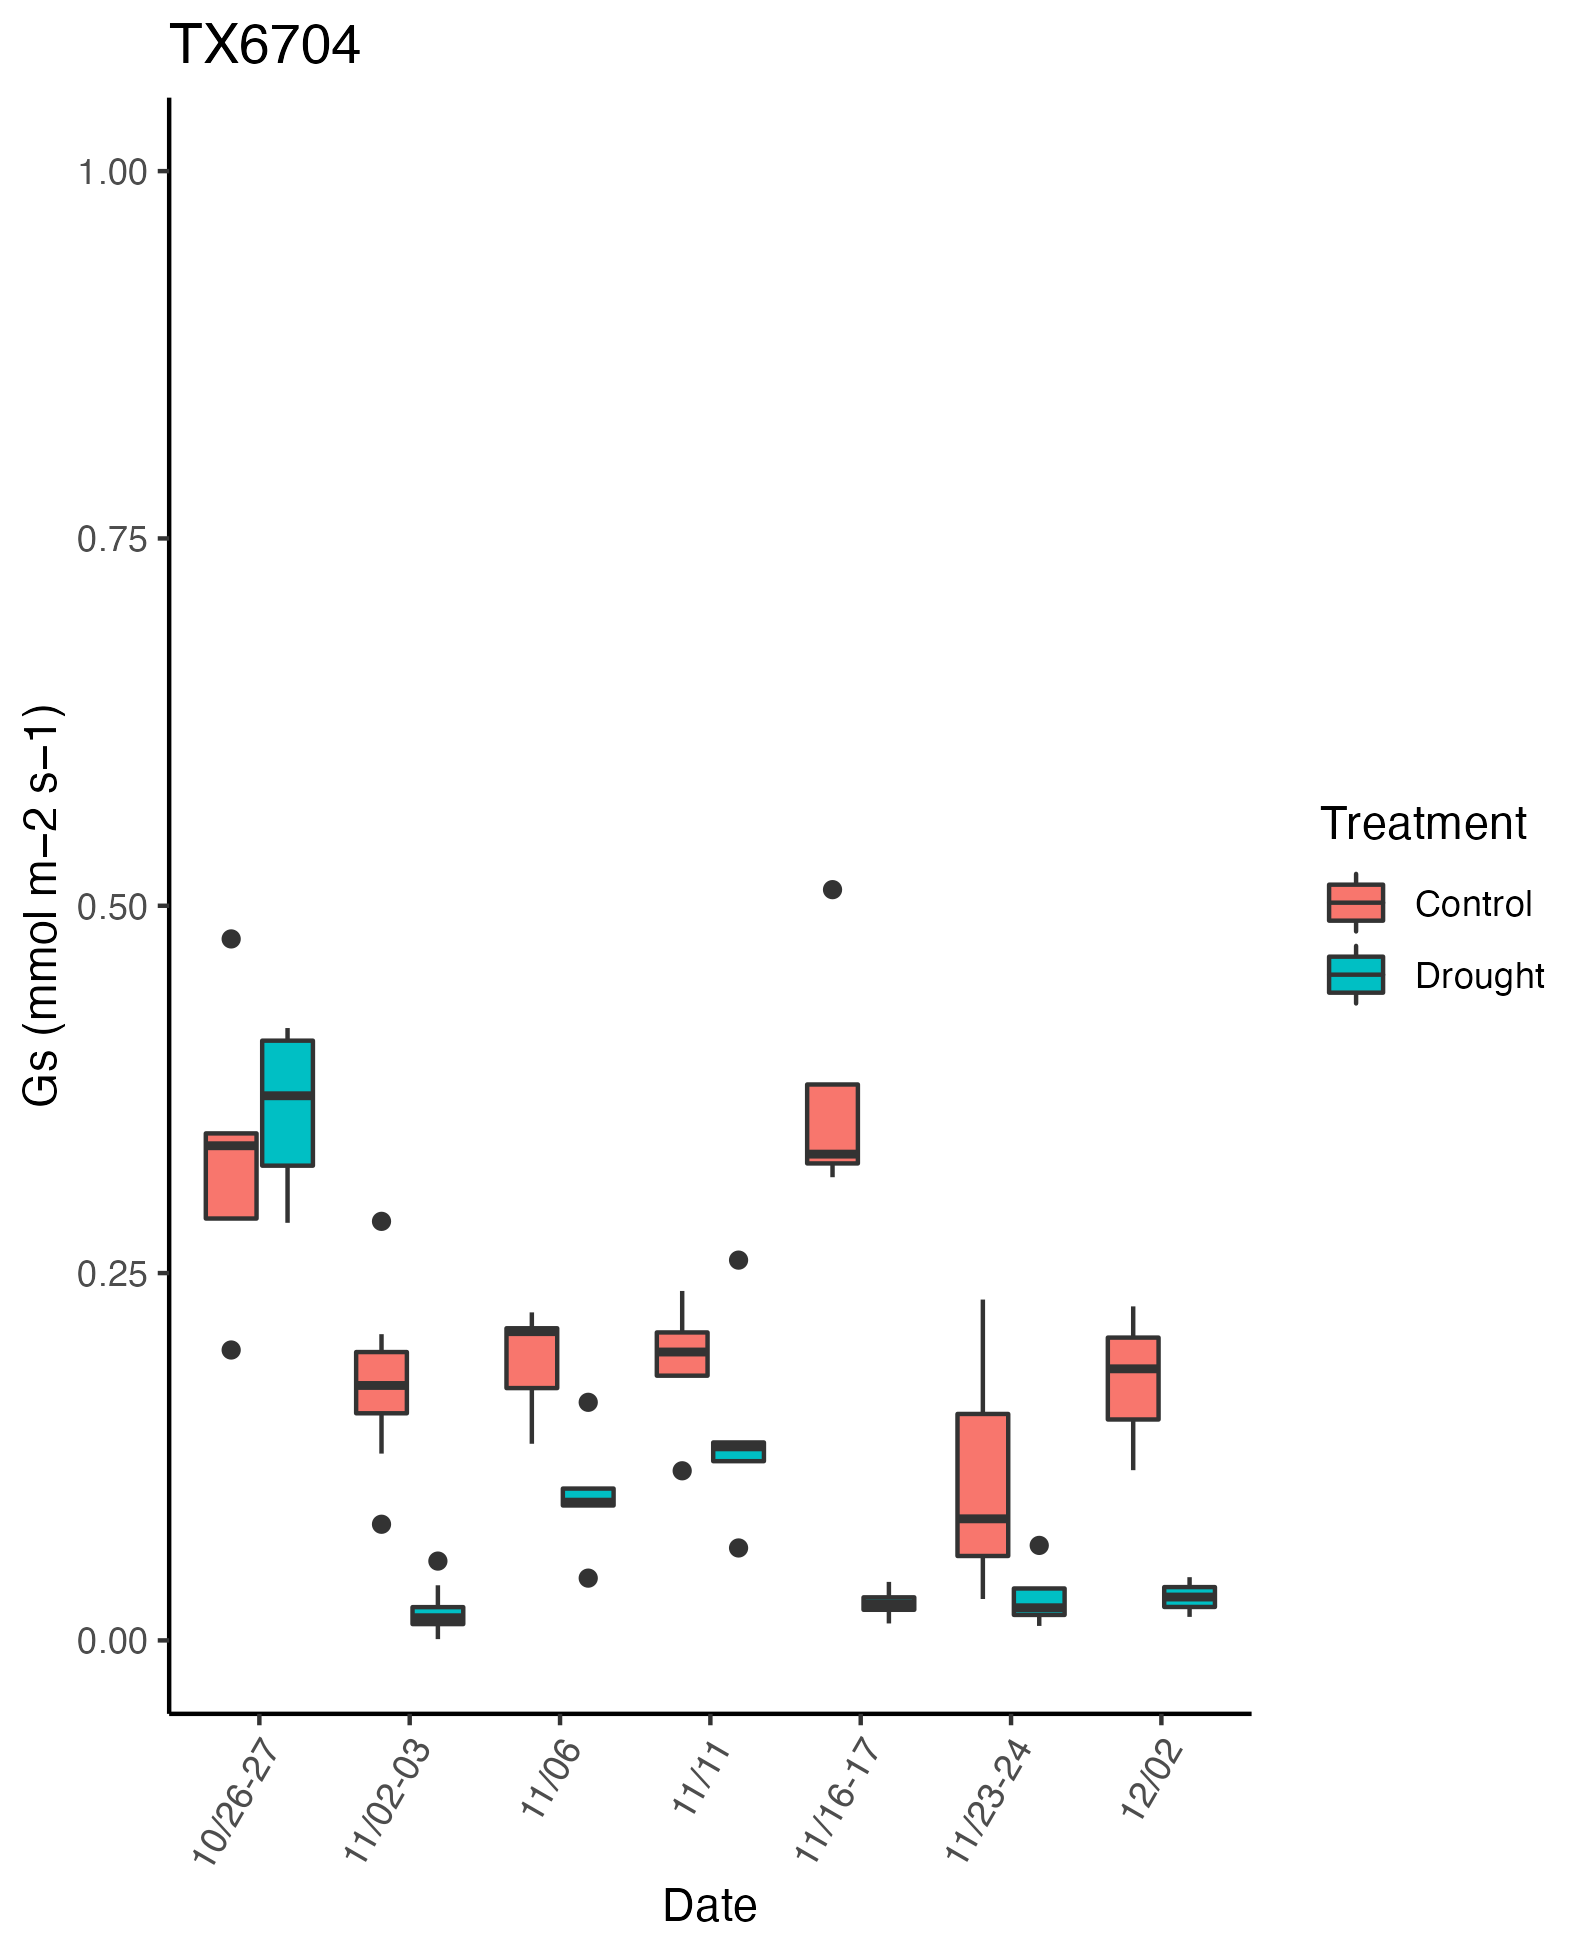 TX6704
1.00
0.75
0.50
0.25
0.00
Gs (mmol m−2 s−1)
10/26-27
11/02-03
11/06
11/11
11/16-17
11/23-24
12/02
Date
Treatment
Control
Drought